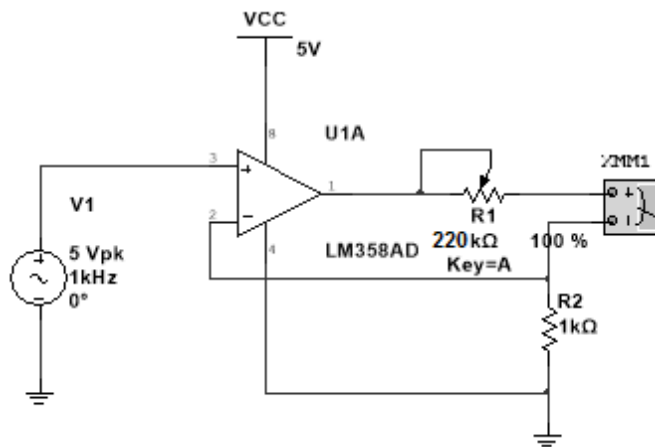 VCC
5V
8
U1A
3
1
2
4
XMM1
V1
5 Vpk
1kHz
0°
LM358AD
R1
220kΩ 100 %
Key=A
R2
1kΩ